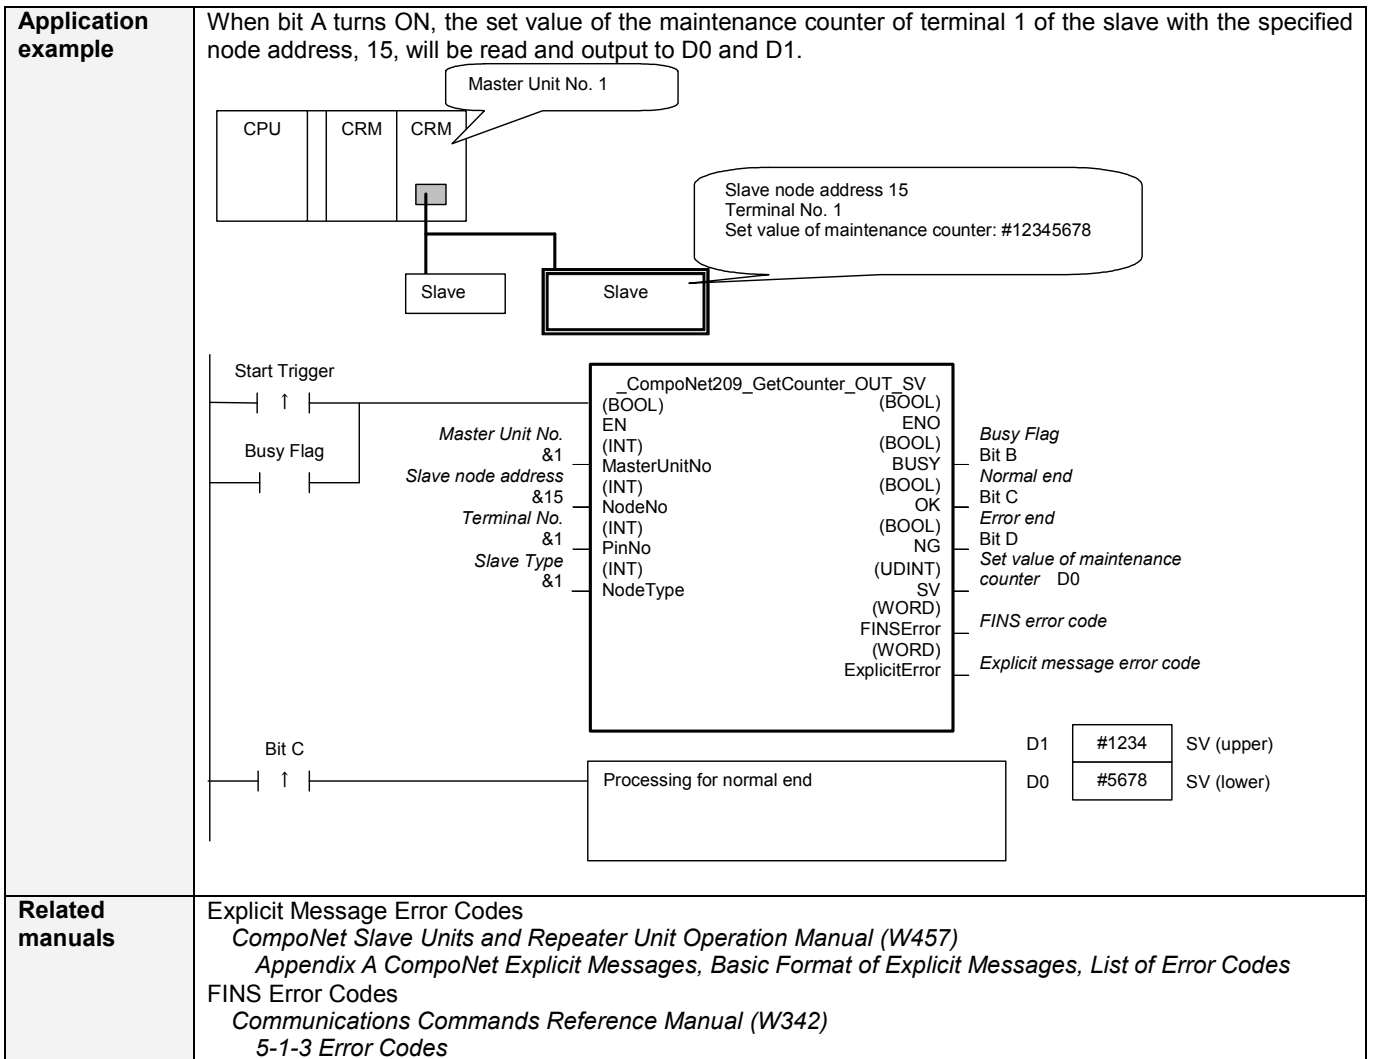 Application example
When bit A turns ON, the set value of the maintenance counter of terminal 1 of the slave with the specified
node address, 15, will be read and output to D0 and D1.
Master Unit No. 1
CPU
CRM
CRM
Slave node address 15
Terminal No. 1
Set value of maintenance counter: #12345678
Slave
Slave
Start Trigger
↑
Busy Flag
Master Unit No.
&1
Slave node address
&15
Terminal No.
&1
Slave Type
&1
_CompoNet209_GetCounter_OUT_SV
(BOOL)
EN
(INT)
MasterUnitNo
(INT)
NodeNo
(INT)
PinNo
(INT)
NodeType
(BOOL)
ENO
(BOOL)
BUSY
(BOOL)
OK
(BOOL)
NG
(UDINT)
SV
(WORD)
FINSError
(WORD)
ExplicitError
Busy Flag
Bit B
Normal end
Bit C
Error end
Bit D
Set value of maintenance
counter D0
FINS error code
Explicit message error code
Bit C
↑
Processing for normal end
D1 #1234 SV (upper)
D0 #5678 SV (lower)
Related manuals
Explicit Message Error Codes
CompoNet Slave Units and Repeater Unit Operation Manual (W457)
Appendix A CompoNet Explicit Messages, Basic Format of Explicit Messages, List of Error Codes
FINS Error Codes
Communications Commands Reference Manual (W342)
5-1-3 Error Codes